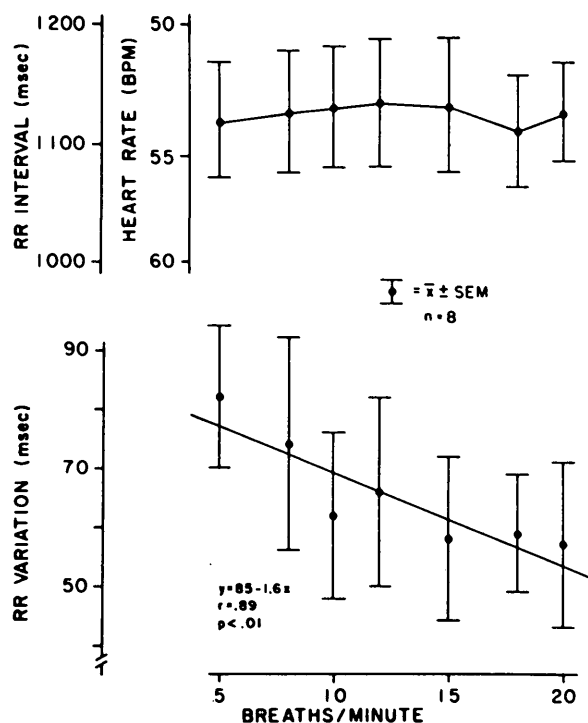 1200
1100
1000
RR INTERVAL (msec)
50
55
60
HEART RATE (BPM)
= x̄ ± SEM
n = 8
90
70
50
RR VARIATION (msec)
y=85-1.6x
r=.89
p<.01
5
10
15
20
BREATHS/MINUTE